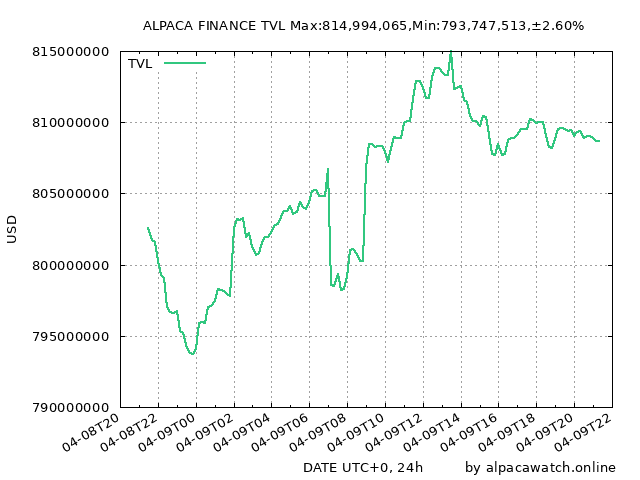 ALPACA FINANCE TVL Max:814,994,065,Min:793,747,513,±2.60%
TVL
815000000
810000000
805000000
800000000
795000000
790000000
USD
04-08T20
04-08T22
04-09T00
04-09T02
04-09T04
04-09T06
04-09T08
04-09T10
04-09T12
04-09T14
04-09T16
04-09T18
04-09T20
04-09T22
DATE UTC+0, 24h
by alpacawatch.online